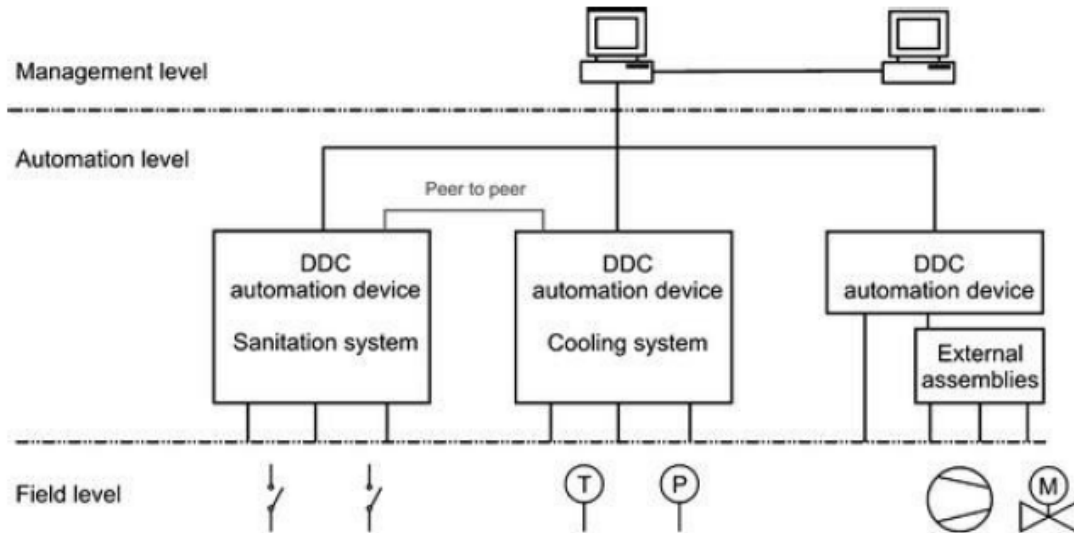 Management level
Automation level
Peer to peer
DDC
automation device
Sanitation system
DDC
automation device
Cooling system
DDC
automation device
External
assemblies
Field level
T
P
M